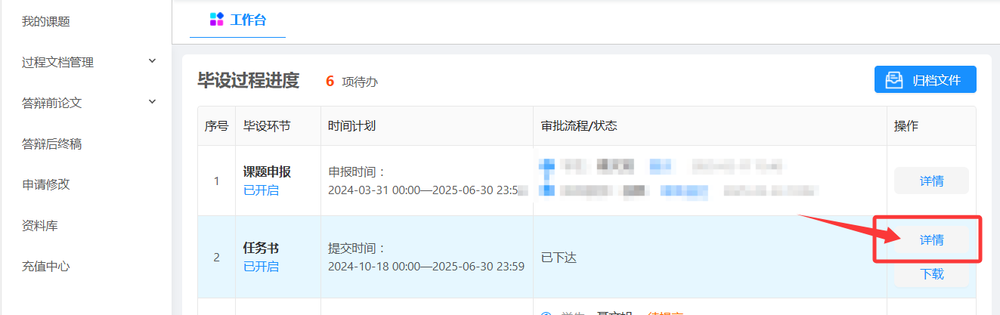 我的课题
过程文档管理
答辩前论文
答辩后终稿
申请修改
资料库
充值中心
工作台
毕设过程进度 6 项待办
归档文件
序号 毕设环节 时间计划 审批流程/状态 操作
1 课题申报 申报时间：
已开启 2024-03-31 00:00—2025-06-30 23:5
详情
2 任务书 提交时间： 已下达
已开启 2024-10-18 00:00—2025-06-30 23:59
详情
下载